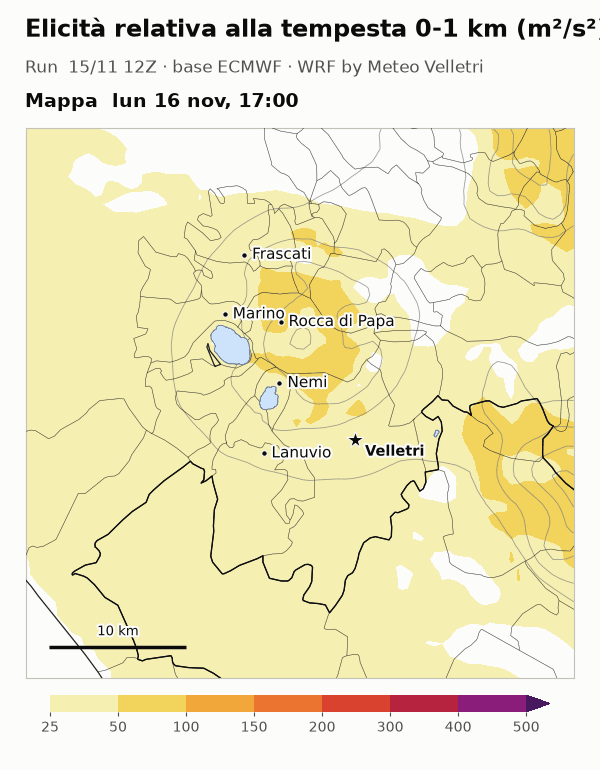 Elicità relativa alla tempesta 0-1 km (m²/s²)
Run 15/11 12Z · base ECMWF · WRF by Meteo Velletri
Mappa lun 16 nov, 17:00
Frascati
Marino
Rocca di Papa
Nemi
Velletri
Lanuvio
10 km
25 50 100 150 200 300 400 500